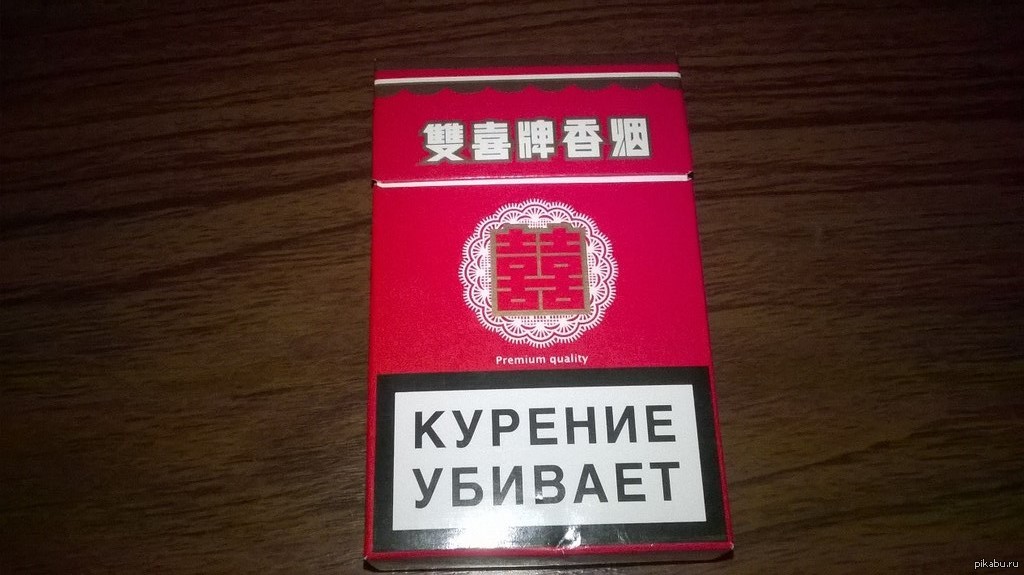 雙喜牌香烟
囍
Premium quality
КУРЕНИЕ
УБИВАЕТ
pikabu.ru